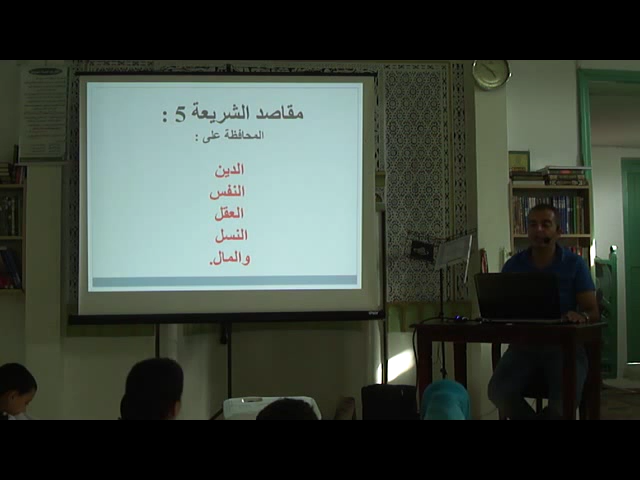 مقاصد الشريعة 5 :
المحافظة على :
الدين
النفس
العقل
النسل
والمال.